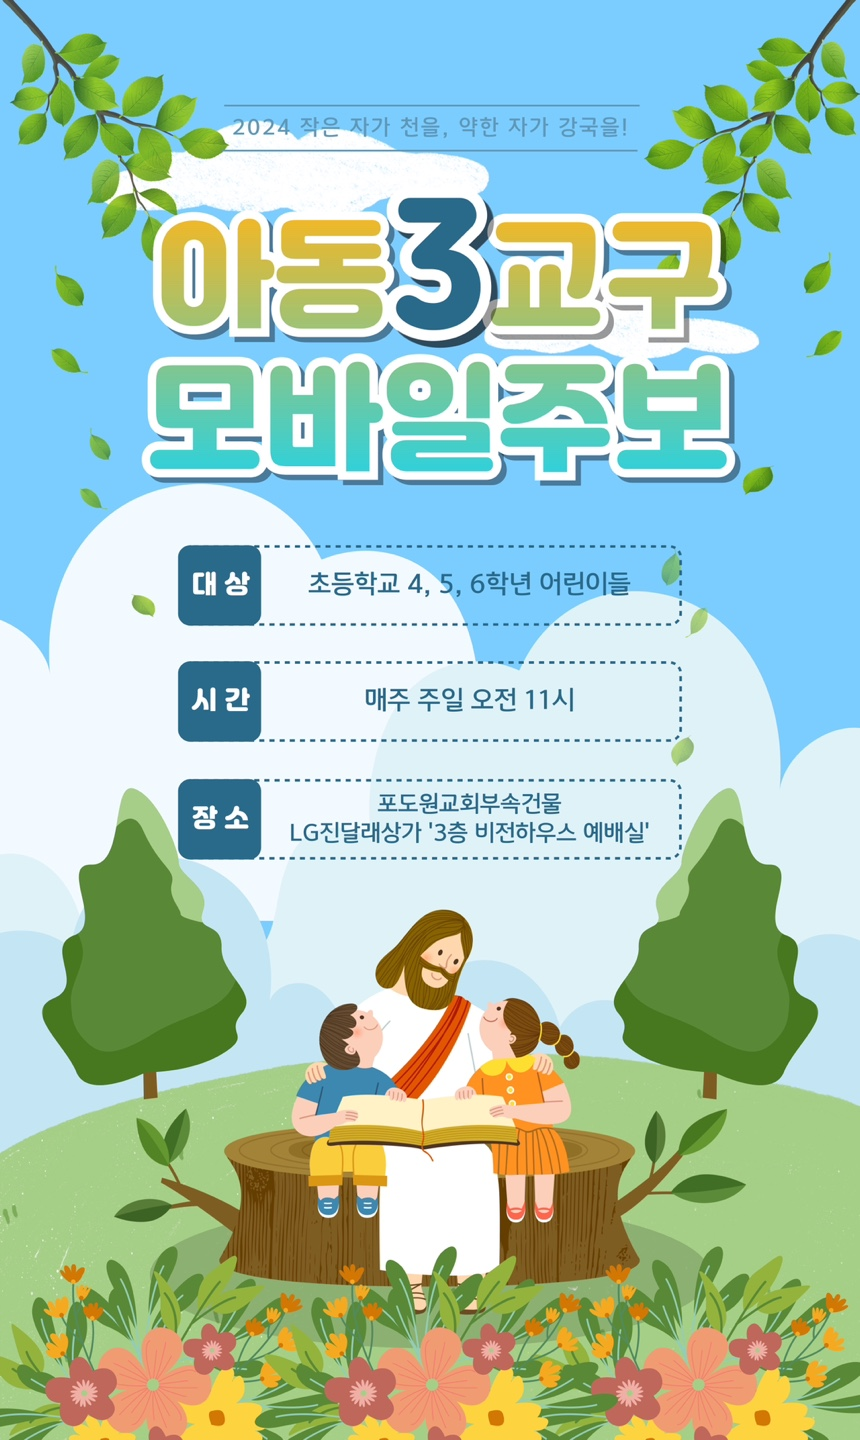 2024 작은 자가 천을, 약한 자가 강국을!
아동3교구
모바일주보
대상
초등학교 4, 5, 6학년 어린이들
시간
매주 주일 오전 11시
장소
포도원교회부속건물
LG진달래상가 '3층 비전하우스 예배실'